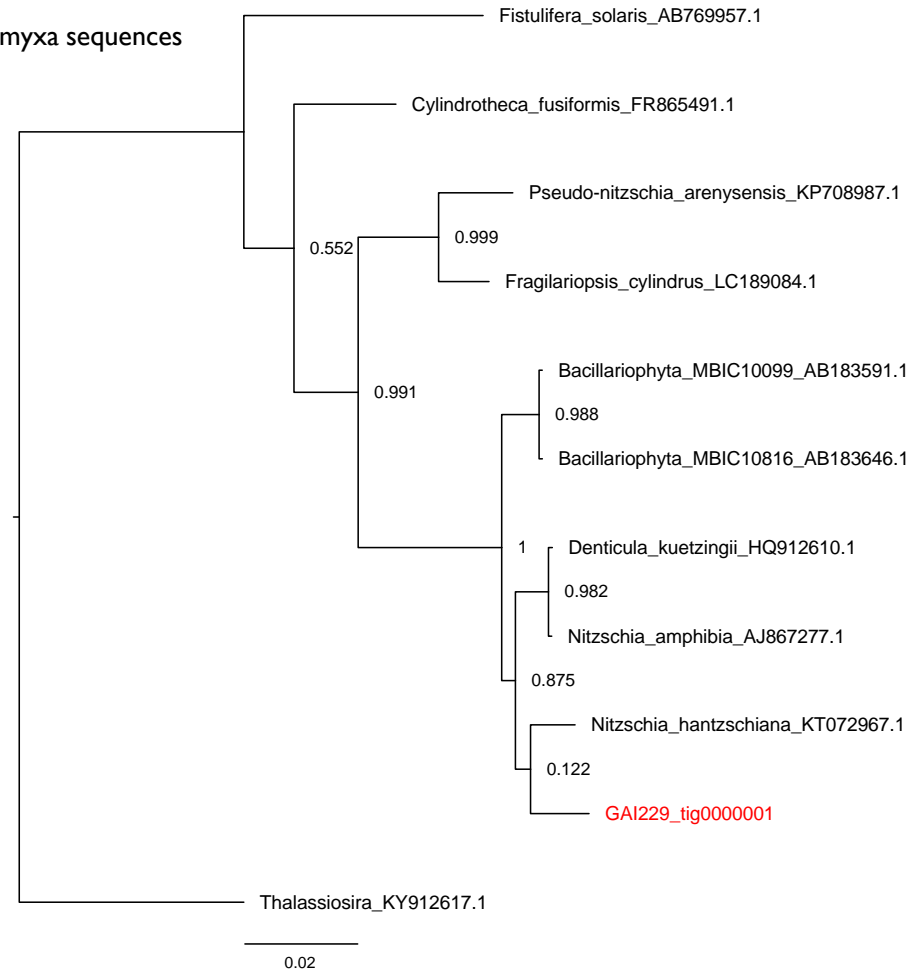 Fistulifera_solaris_AB769957.1
myxa sequences
Cylindrotheca_fusiformis_FR865491.1
Pseudo-nitzschia_arenysensis_KP708987.1
0.999
0.552
Fragilariopsis_cylindrus_LC189084.1
Bacillariophyta_MBIC10099_AB183591.1
0.991
0.988
Bacillariophyta_MBIC10816_AB183646.1
1
Denticula_kuetzingii_HQ912610.1
0.982
Nitzschia_amphibia_AJ867277.1
0.875
Nitzschia_hantzschiana_KT072967.1
0.122
GAI229_tig0000001
Thalassiosira_KY912617.1
0.02